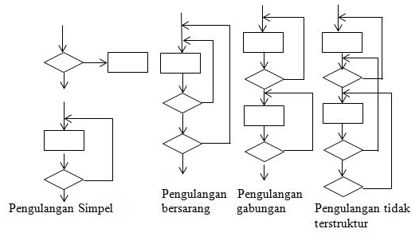 Pengulangan Simpel
Pengulangan
bersarang
Pengulangan
gabungan
Pengulangan tidak
terstruktur